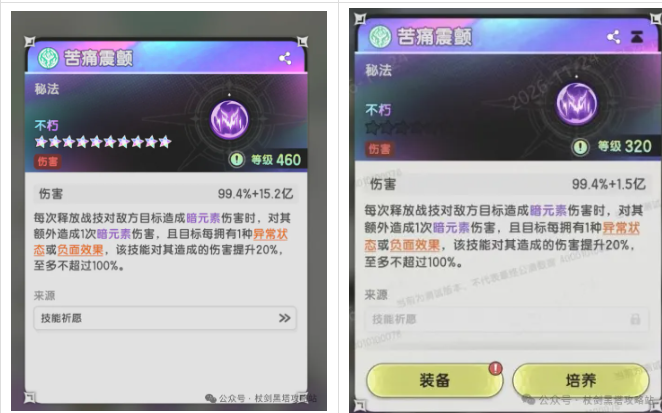 苦痛震颤
秘法
不朽
伤害
等级 460
伤害 99.4%+15.2亿
每次释放战技对敌方目标造成暗元素伤害时，对其
额外造成1次暗元素伤害，且目标每拥有1种异常状
态或负面效果，该技能对其造成的伤害提升20%，
至多不超过100%。
来源
技能祈愿
公众号 · 杖剑黑塔攻略站
苦痛震颤
秘法
不朽
伤害
等级 320
伤害 99.4%+1.5亿
每次释放战技对敌方目标造成暗元素伤害时，对其
额外造成1次暗元素伤害，且目标每拥有1种异常状
态或负面效果，该技能对其造成的伤害提升20%，
至多不超过100%。
来源
技能祈愿
装备
培养
公众号 · 杖剑黑塔攻略站